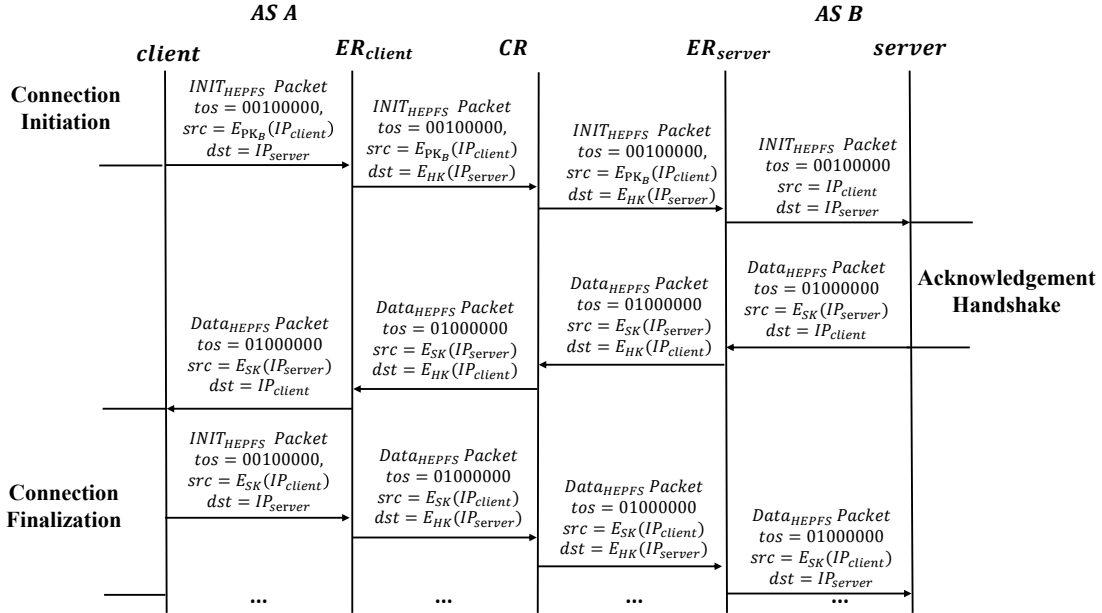 AS A
AS B
client
ER_client
CR
ER_server
server
Connection
Initiation
INIT_HEPFS Packet
tos = 00100000,
src = E_PK_B(IP_client)
dst = IP_server
INIT_HEPFS Packet
tos = 00100000,
src = E_PK_B(IP_client)
dst = E_HK(IP_server)
INIT_HEPFS Packet
tos = 00100000,
src = E_PK_B(IP_client)
dst = E_HK(IP_server)
INIT_HEPFS Packet
tos = 00100000
src = IP_client
dst = IP_server
Acknowledgement
Handshake
Data_HEPFS Packet
tos = 01000000
src = E_SK(IP_server)
dst = IP_client
Data_HEPFS Packet
tos = 01000000
src = E_SK(IP_server)
dst = E_HK(IP_client)
Data_HEPFS Packet
tos = 01000000
src = E_SK(IP_server)
dst = E_HK(IP_client)
Data_HEPFS Packet
tos = 01000000
src = E_SK(IP_server)
dst = IP_client
Connection
Finalization
INIT_HEPFS Packet
tos = 00100000,
src = E_SK(IP_client)
dst = IP_server
Data_HEPFS Packet
tos = 01000000
src = E_SK(IP_client)
dst = E_HK(IP_server)
Data_HEPFS Packet
tos = 01000000
src = E_SK(IP_client)
dst = E_HK(IP_server)
Data_HEPFS Packet
tos = 01000000
src = E_SK(IP_client)
dst = IP_server
... ... ... ...